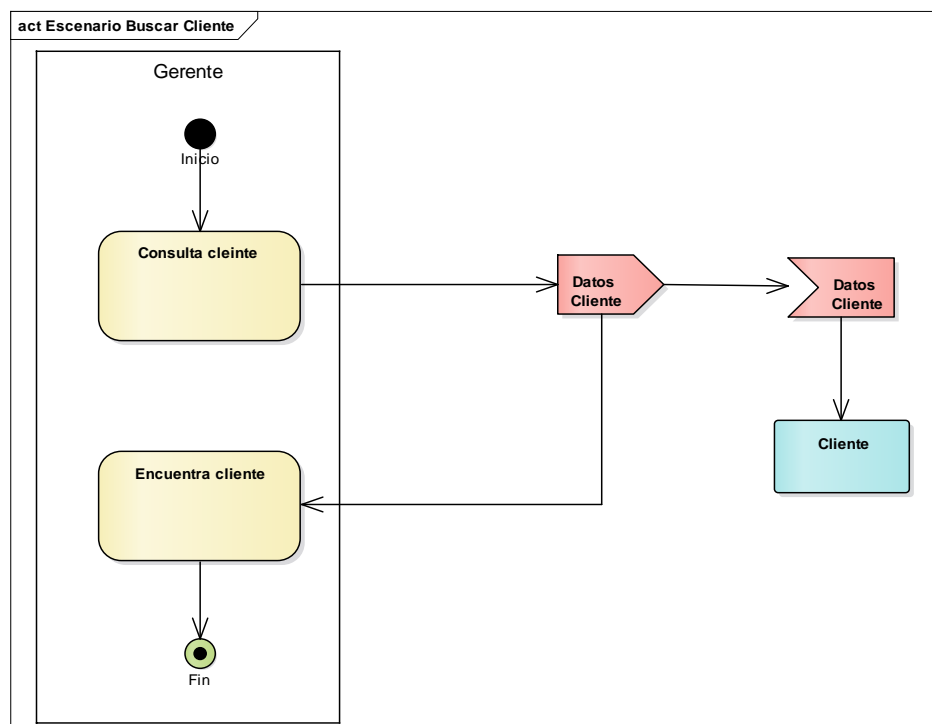 act Escenario Buscar Cliente
Gerente
Inicio
Consulta cleinte
Datos
Cliente
Datos
Cliente
Encuentra cliente
Cliente
Fin